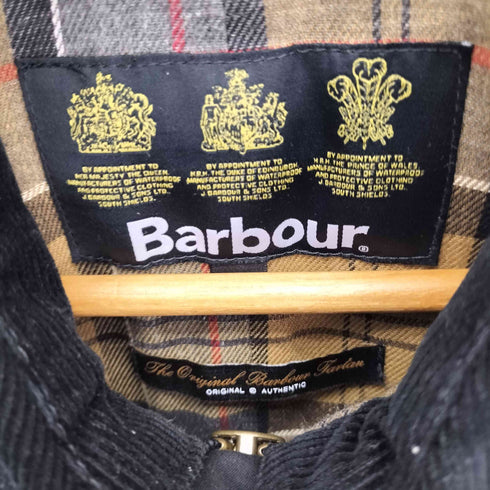 BY APPOINTMENT TO
H.R. MAJESTY THE QUEEN
MANUFACTURERS OF WATERPROOF
AND PROTECTIVE CLOTHING
J. BARBOUR & SONS LTD.
SOUTH SHIELDS
BY APPOINTMENT TO
H.R.H. THE DUKE OF EDINBURGH
MANUFACTURERS OF WATERPROOF
AND PROTECTIVE CLOTHING
J. BARBOUR & SONS LTD.
SOUTH SHIELDS.
BY APPOINTMENT TO
H.R.H. THE PRINCE OF WALES
MANUFACTURERS OF WATERPROOF
AND PROTECTIVE CLOTHING
J. BARBOUR & SONS LTD.
SOUTH SHIELDS
Barbour®
The Original Barbour Tartan
ORIGINAL @ AUTHENTIC